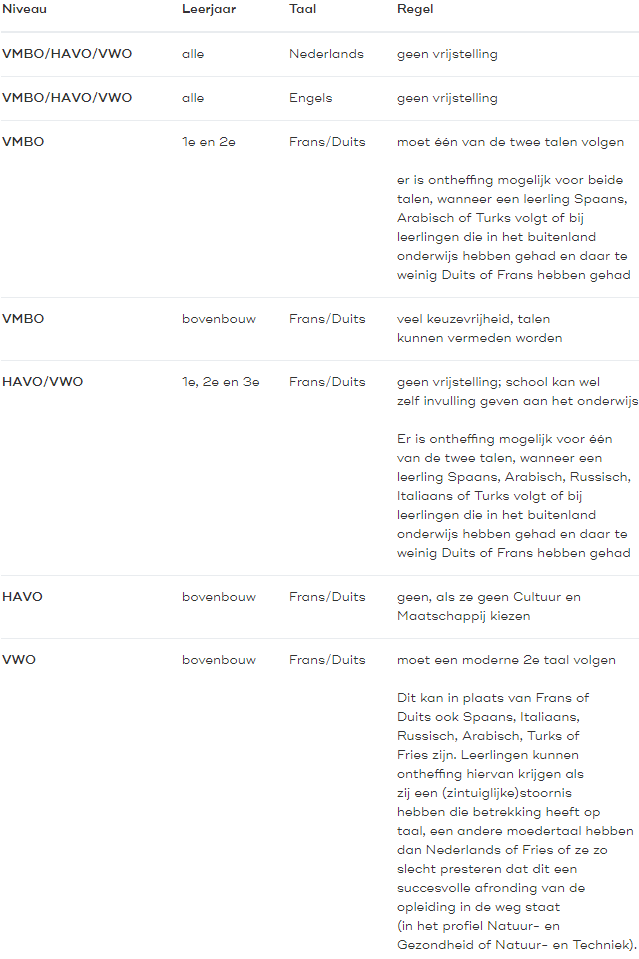 Niveau Leerjaar Taal Regel
VMBO/HAVO/VWO alle Nederlands geen vrijstelling
VMBO/HAVO/VWO alle Engels geen vrijstelling
VMBO 1e en 2e Frans/Duits moet één van de twee talen volgen
er is ontheffing mogelijk voor beide
talen, wanneer een leerling Spaans,
Arabisch of Turks volgt of bij
leerlingen die in het buitenland
onderwijs hebben gehad en daar te
weinig Duits of Frans hebben gehad
VMBO bovenbouw Frans/Duits veel keuzevrijheid, talen
kunnen vermeden worden
HAVO/VWO 1e, 2e en 3e Frans/Duits geen vrijstelling; school kan wel
zelf invulling geven aan het onderwijs
Er is ontheffing mogelijk voor één
van de twee talen, wanneer een
leerling Spaans, Arabisch, Russisch,
Italiaans of Turks volgt of bij
leerlingen die in het buitenland
onderwijs hebben gehad en daar te
weinig Duits of Frans hebben gehad
HAVO bovenbouw Frans/Duits geen, als ze geen Cultuur en
Maatschappij kiezen
VWO bovenbouw Frans/Duits moet een moderne 2e taal volgen
Dit kan in plaats van Frans of
Duits ook Spaans, Italiaans,
Russisch, Arabisch, Turks of
Fries zijn. Leerlingen kunnen
ontheffing hiervan krijgen als
zij een (zintuiglijke)stoornis
hebben die betrekking heeft op
taal, een andere moedertaal hebben
dan Nederlands of Fries of ze zo
slecht presteren dat dit een
succesvolle afronding van de
opleiding in de weg staat
(in het profiel Natuur- en
Gezondheid of Natuur- en Techniek).